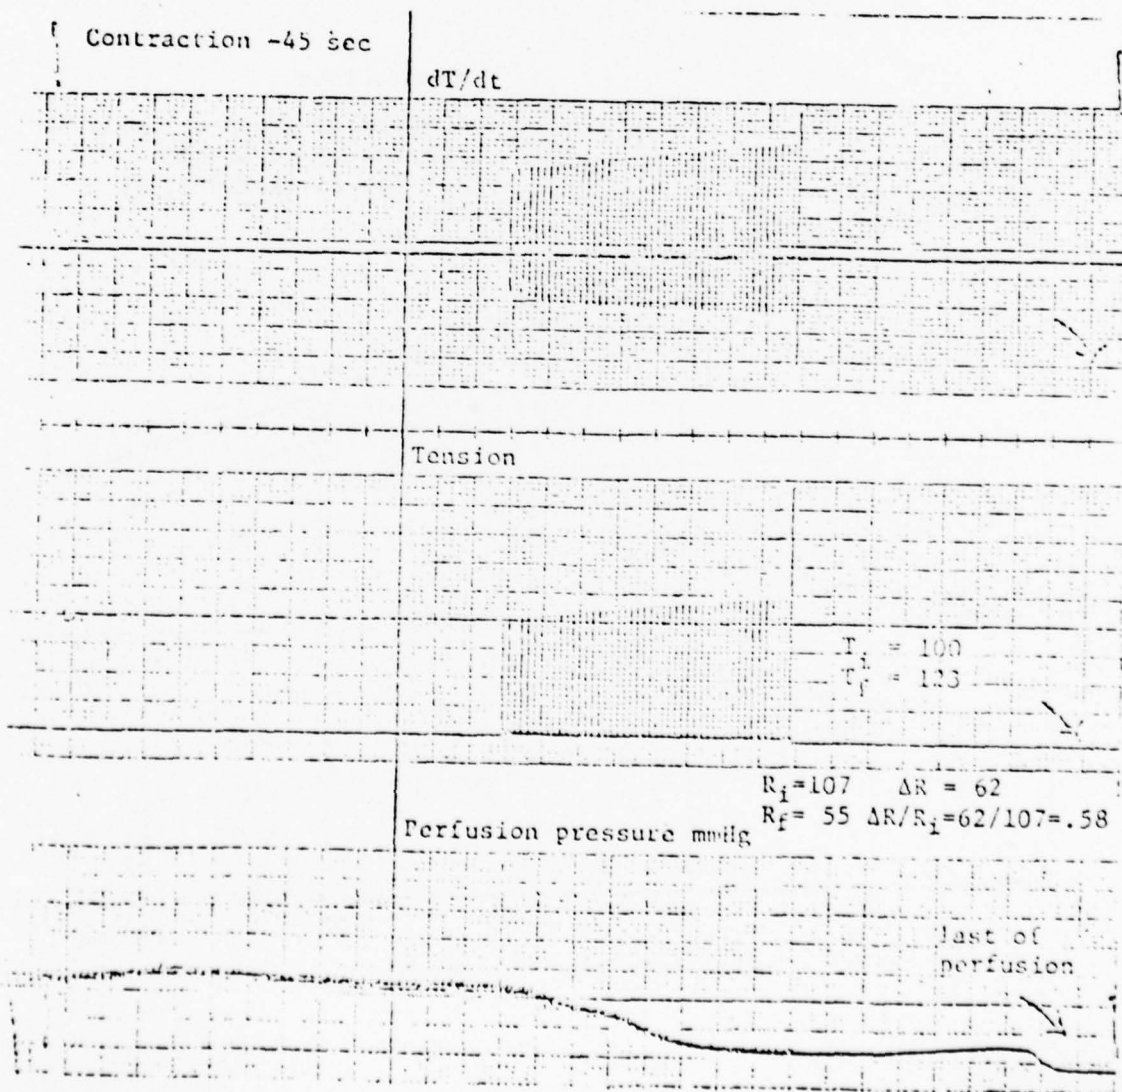 Contraction -45 sec
dT/dt
Tension
T_i = 100
T_f = 123
R_i=107 ΔR = 62
R_f= 55 ΔR/R_i=62/107=.58
Perfusion pressure mmHg
last of
perfusion